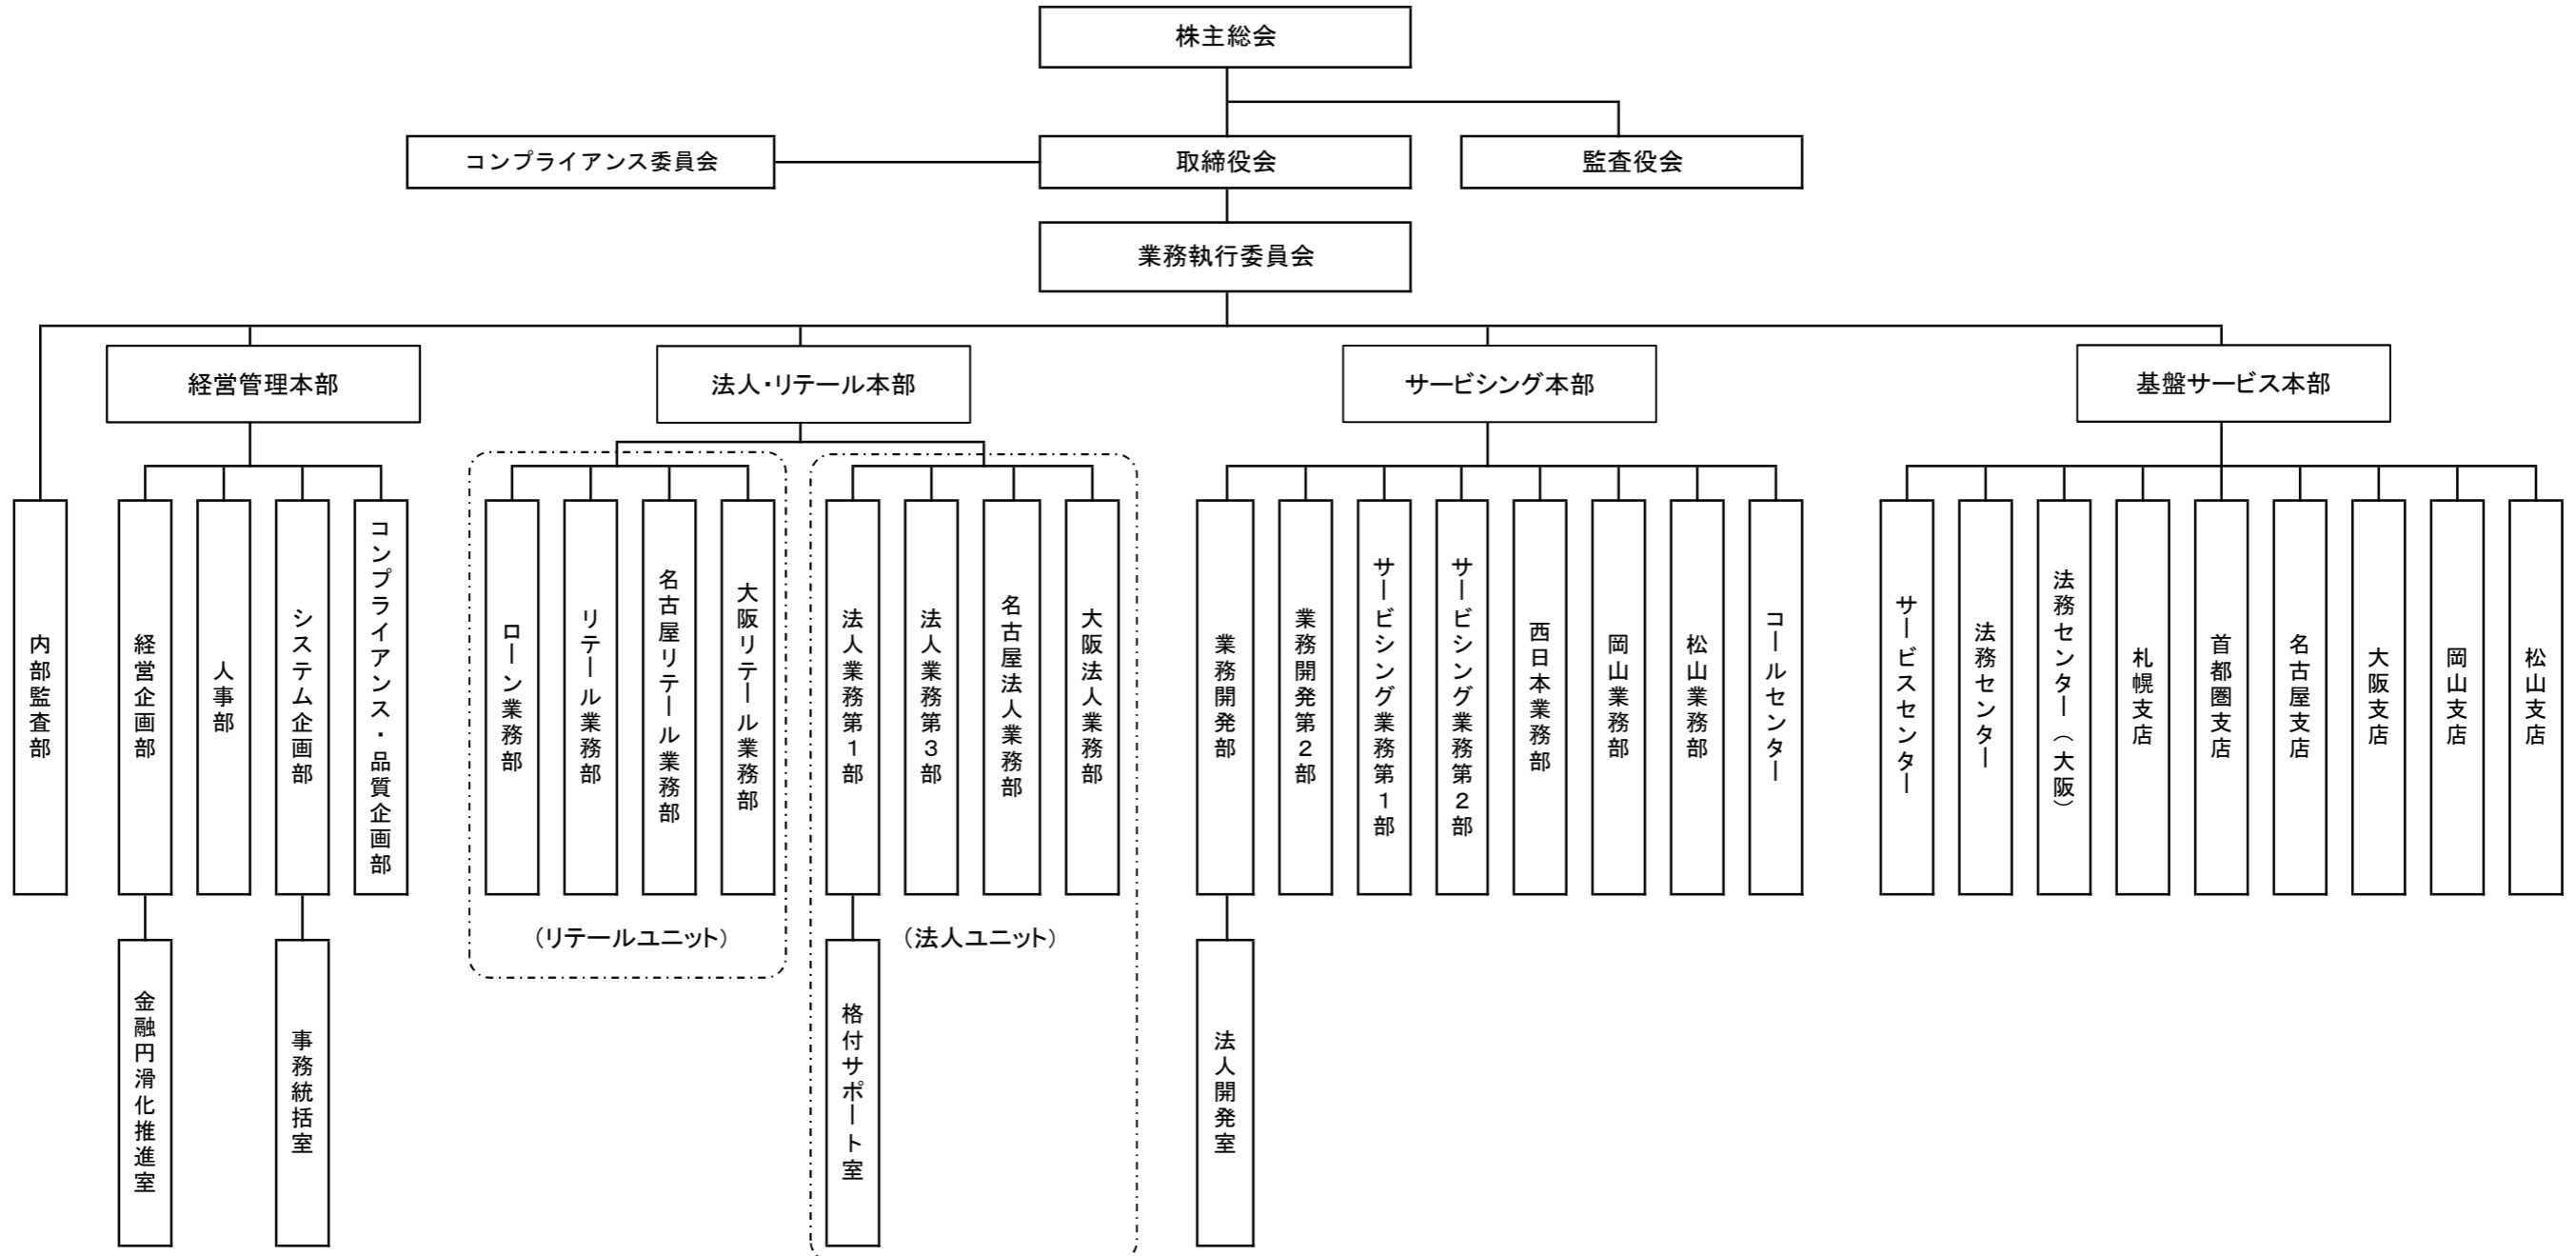 株主総会
コンプライアンス委員会
取締役会
監査役会
業務執行委員会
経営管理本部
法人・リテール本部
サービシング本部
基盤サービス本部
内部監査部
経営企画部
人事部
システム企画部
コンプライアンス・品質企画部
ローン業務部
リテール業務部
名古屋リテール業務部
大阪リテール業務部
法人業務第1部
法人業務第3部
名古屋法人業務部
大阪法人業務部
業務開発部
業務開発第2部
サービシング業務第1部
サービシング業務第2部
西日本業務部
岡山業務部
松山業務部
コールセンター
サービスセンター
法務センター
法務センター（大阪）
札幌支店
首都圏支店
名古屋支店
大阪支店
岡山支店
松山支店
（リテールユニット）
（法人ユニット）
金融円滑化推進室
事務統括室
格付サポート室
法人開発室